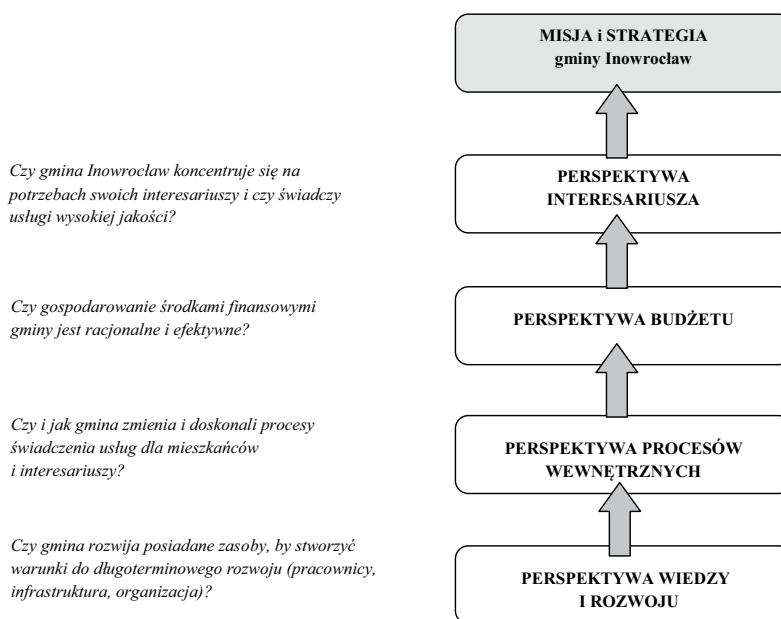 MISJA i STRATEGIA
gminy Inowrocław
Czy gmina Inowrocław koncentruje się na
potrzebach swoich interesariuszy i czy świadczy
usługi wysokiej jakości?
PERSPEKTYWA
INTERESARIUSZA
Czy gospodarowanie środkami finansowymi
gminy jest racjonalne i efektywne?
PERSPEKTYWA BUDŻETU
Czy i jak gmina zmienia i doskonali procesy
świadczenia usług dla mieszkańców
i interesariuszy?
PERSPEKTYWA PROCESÓW
WEWNĘTRZNYCH
Czy gmina rozwija posiadane zasoby, by stworzyć
warunki do długoterminowego rozwoju (pracownicy,
infrastruktura, organizacja)?
PERSPEKTYWA WIEDZY
I ROZWOJU